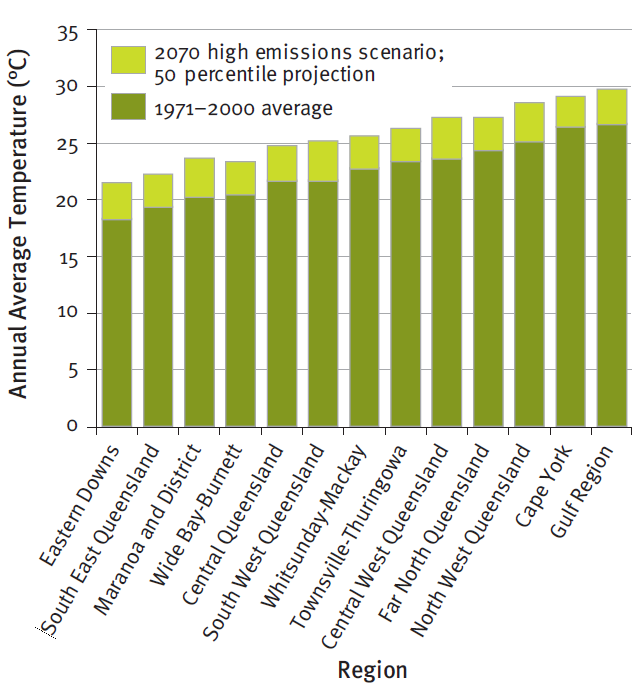 35
2070 high emissions scenario;
50 percentile projection
30
1971–2000 average
25
20
15
10
5
0
Annual Average Temperature (°C)
Eastern Downs
South East Queensland
Maranoa and District
Wide Bay-Burnett
Central Queensland
South West Queensland
Whitsunday-Mackay
Townsville-Thuringowa
Central West Queensland
Far North Queensland
North West Queensland
Cape York
Gulf Region
Region